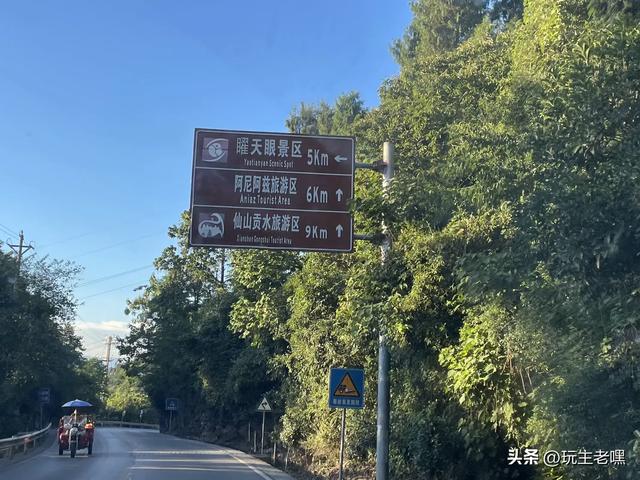 曜天眼景区 5Km
Yaotianyan Scenic Spot
阿尼阿兹旅游区 6Km
Aniaz Tourist Area
仙山贡水旅游区 9Km
Xianshan Gongshui Tourist Area
头条 @玩主老嘿